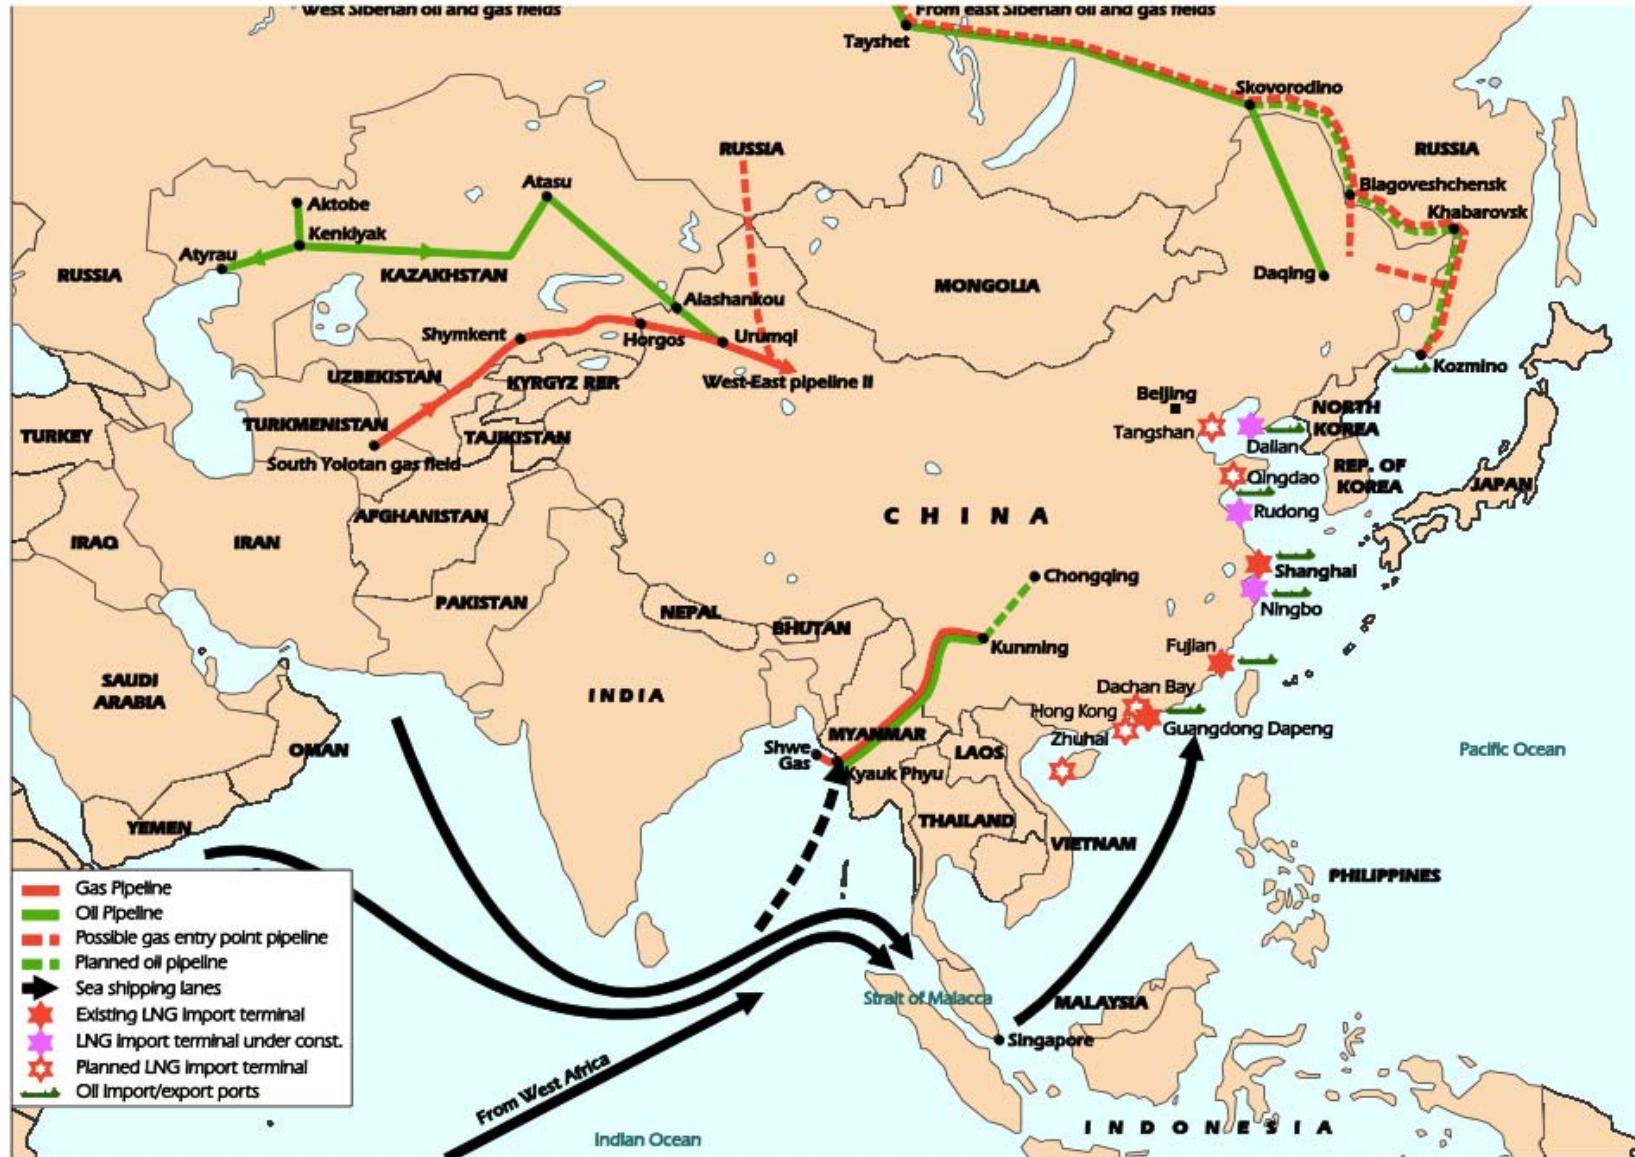 West Siberian oil and gas fields
From east Siberian oil and gas fields
Tayshet
Skovorodino
RUSSIA
RUSSIA
Atasu
Blagoveshchensk
Aktobe
Khabarovsk
Kenkiyak
Atyrau
RUSSIA
KAZAKHSTAN
Daqing
MONGOLIA
Alashankou
Shymkent
Horgos
Urumqi
Kozmino
UZBEKISTAN
KYRGYZ REP.
West-East pipeline II
Beijing
NORTH
KOREA
TURKMENISTAN
TURKEY
TAJIKISTAN
Tangshan
Dalian
South Yolotan gas field
REP. OF
KOREA
Qingdao
JAPAN
AFGHANISTAN
CHINA
Rudong
IRAQ
IRAN
Shanghai
Chongqing
PAKISTAN
NEPAL
Ningbo
BHUTAN
Kunming
Fujian
SAUDI
ARABIA
INDIA
Dachan Bay
Hong Kong
Guangdong Dapeng
MYANMAR
Zhuhai
OMAN
Shwe
Gas
LAOS
Pacific Ocean
Kyauk Phyu
YEMEN
THAILAND
VIETNAM
PHILIPPINES
Gas Pipeline
Oil Pipeline
Possible gas entry point pipeline
Planned oil pipeline
Sea shipping lanes
Existing LNG import terminal
LNG import terminal under const.
Planned LNG import terminal
Oil import/export ports
Strait of Malacca
MALAYSIA
Singapore
From West Africa
Indian Ocean
INDONESIA